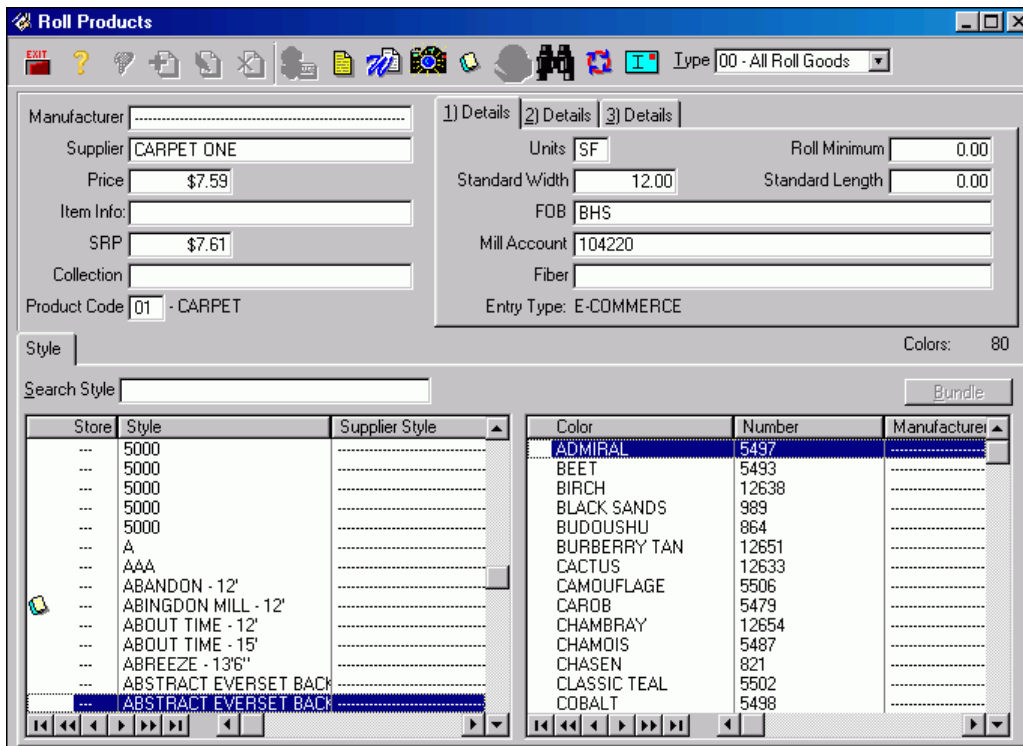 Roll Products
EXIT
Type 00 - All Roll Goods
Manufacturer
Supplier CARPET ONE
Price $7.59
Item Info:
SRP $7.61
Collection
Product Code 01 - CARPET
1) Details 2) Details 3) Details
Units SF Roll Minimum 0.00
Standard Width 12.00 Standard Length 0.00
FOB BHS
Mill Account 104220
Fiber
Entry Type: E-COMMERCE
Style
Colors: 80
Search Style
Bundle
Store Style Supplier Style
--- 5000
--- 5000
--- 5000
--- 5000
--- 5000
--- A
--- AAA
--- ABANDON - 12'
--- ABINGDON MILL - 12'
--- ABOUT TIME - 12'
--- ABOUT TIME - 15'
--- ABREEZE - 13'6"
--- ABSTRACT EVERSET BACK
--- ABSTRACT EVERSET BACK
Color Number Manufacturer
ADMIRAL 5497
BEET 5493
BIRCH 12638
BLACK SANDS 989
BUDOUSHU 864
BURBERRY TAN 12651
CACTUS 12633
CAMOUFLAGE 5506
CAROB 5479
CHAMBRAY 12654
CHAMOIS 5487
CHASEN 821
CLASSIC TEAL 5502
COBALT 5498